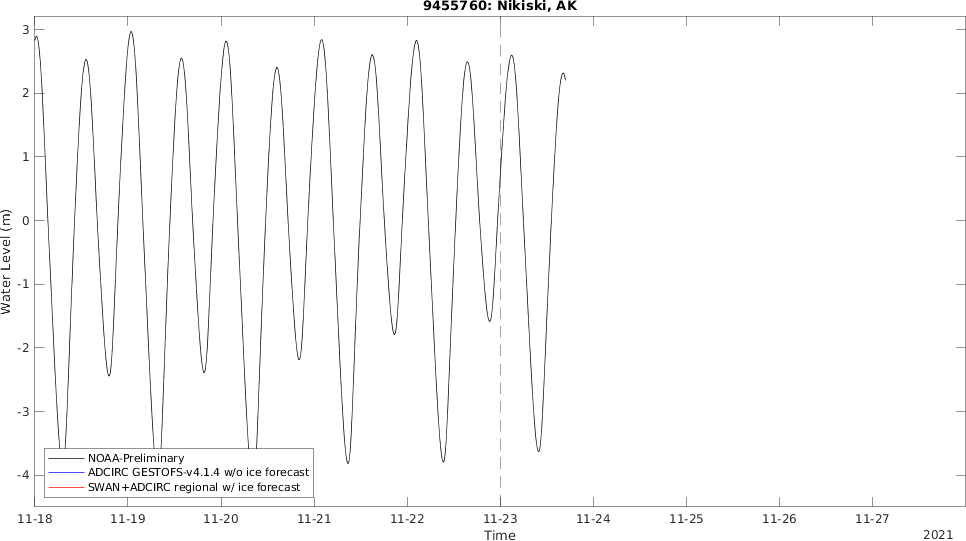 9455760: Nikiski, AK
3
2
1
0
-1
-2
-3
-4
Water Level (m)
NOAA-Preliminary
ADCIRC GESTOFS-v4.1.4 w/o ice forecast
SWAN+ADCIRC regional w/ ice forecast
11-18 11-19 11-20 11-21 11-22 11-23 11-24 11-25 11-26 11-27
Time
2021